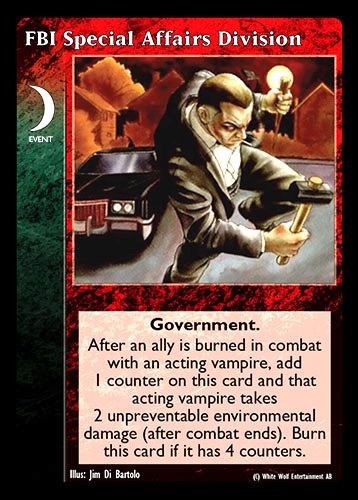 FBI Special Affairs Division
EVENT
Government.
After an ally is burned in combat
with an acting vampire, add
1 counter on this card and that
acting vampire takes
2 unpreventable environmental
damage (after combat ends). Burn
this card if it has 4 counters.
Illus: Jim Di Bartolo
(C) White Wolf Entertainment AB